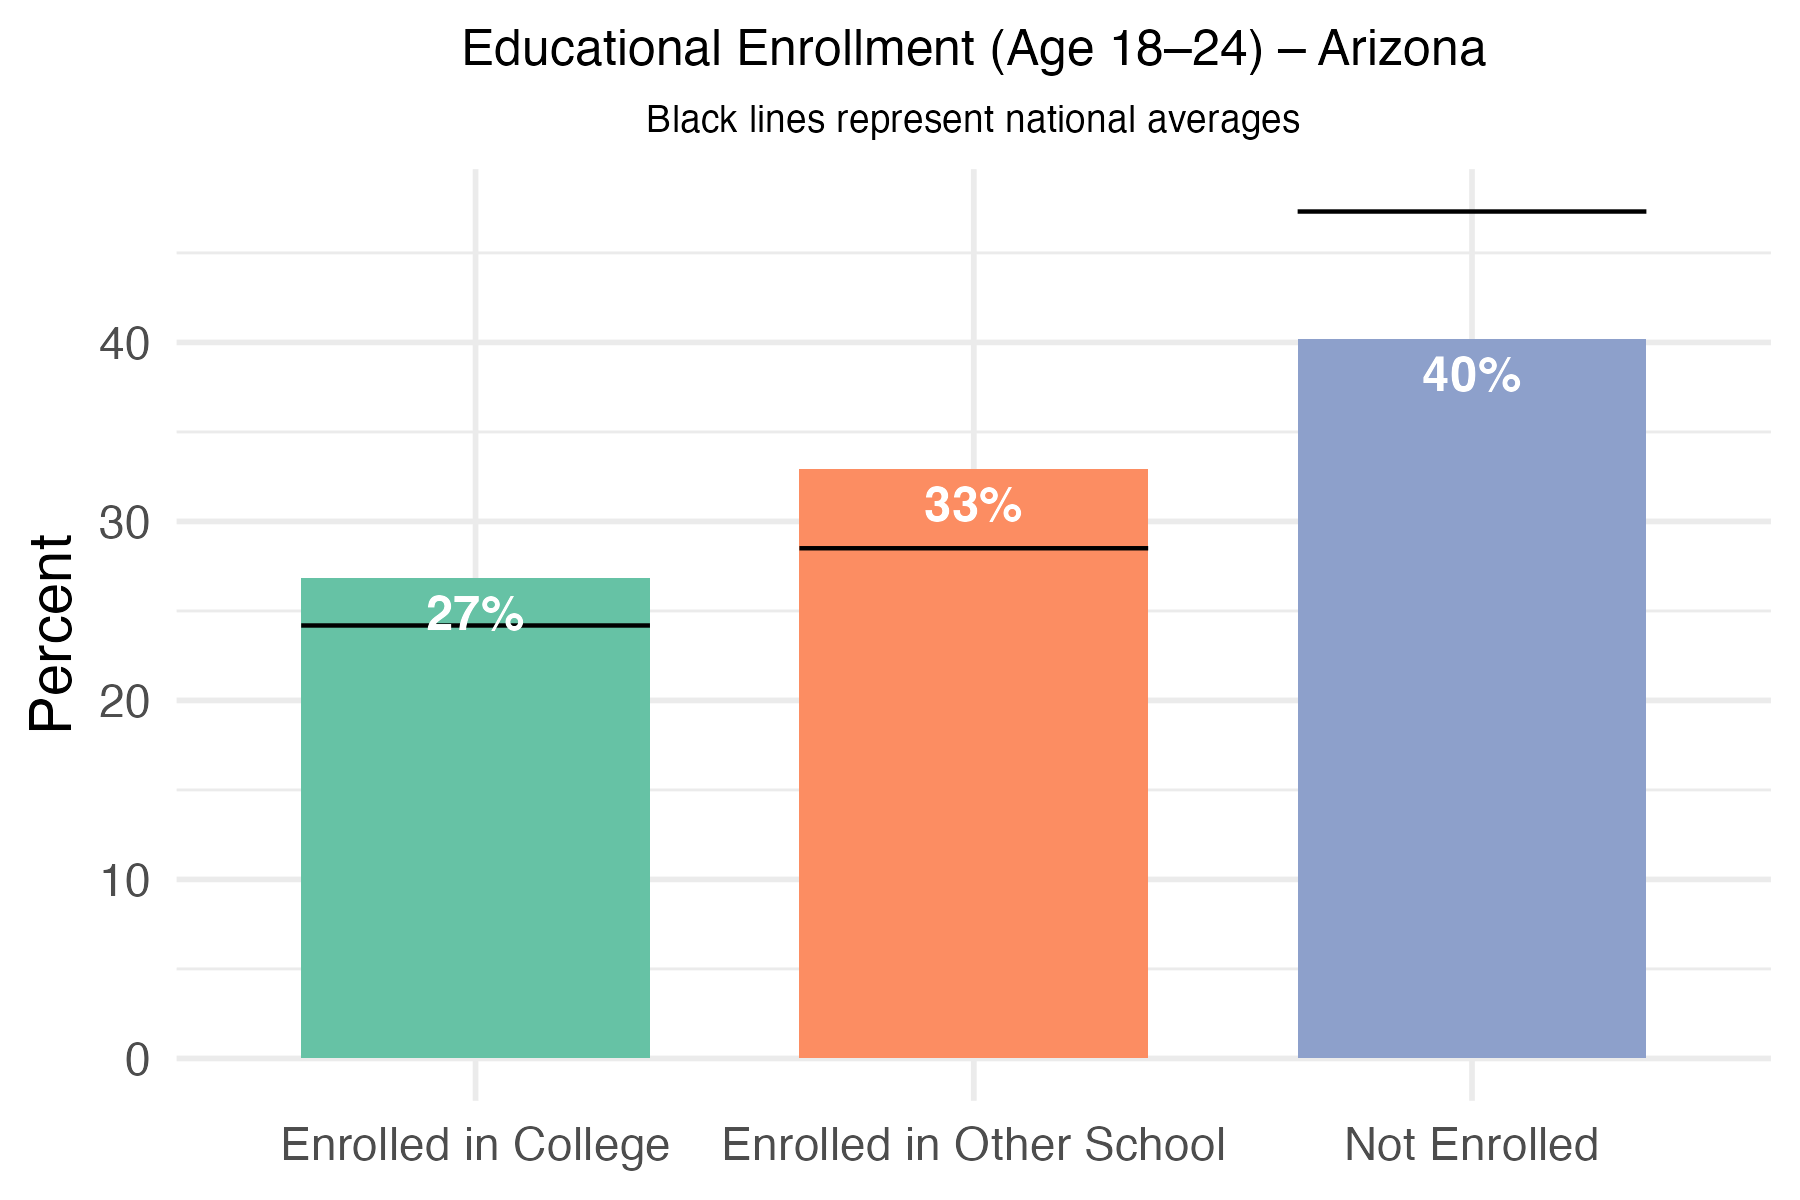 Educational Enrollment (Age 18–24) – Arizona
Black lines represent national averages
Percent
40
30
20
10
0
27%
33%
40%
Enrolled in College
Enrolled in Other School
Not Enrolled